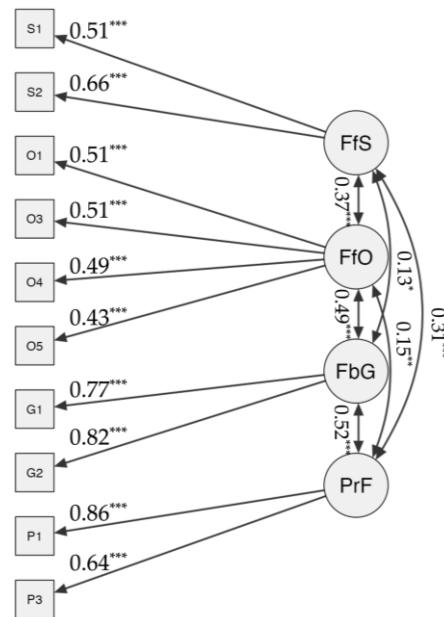 S1
0.51***
S2
0.66***
O1
0.51***
O3
0.51***
O4
0.49***
O5
0.43***
G1
0.77***
G2
0.82***
P1
0.86***
P3
0.64***
FfS
0.37***
FfO
0.49***
FbG
0.52***
PrF
0.13*
0.15**
0.31***